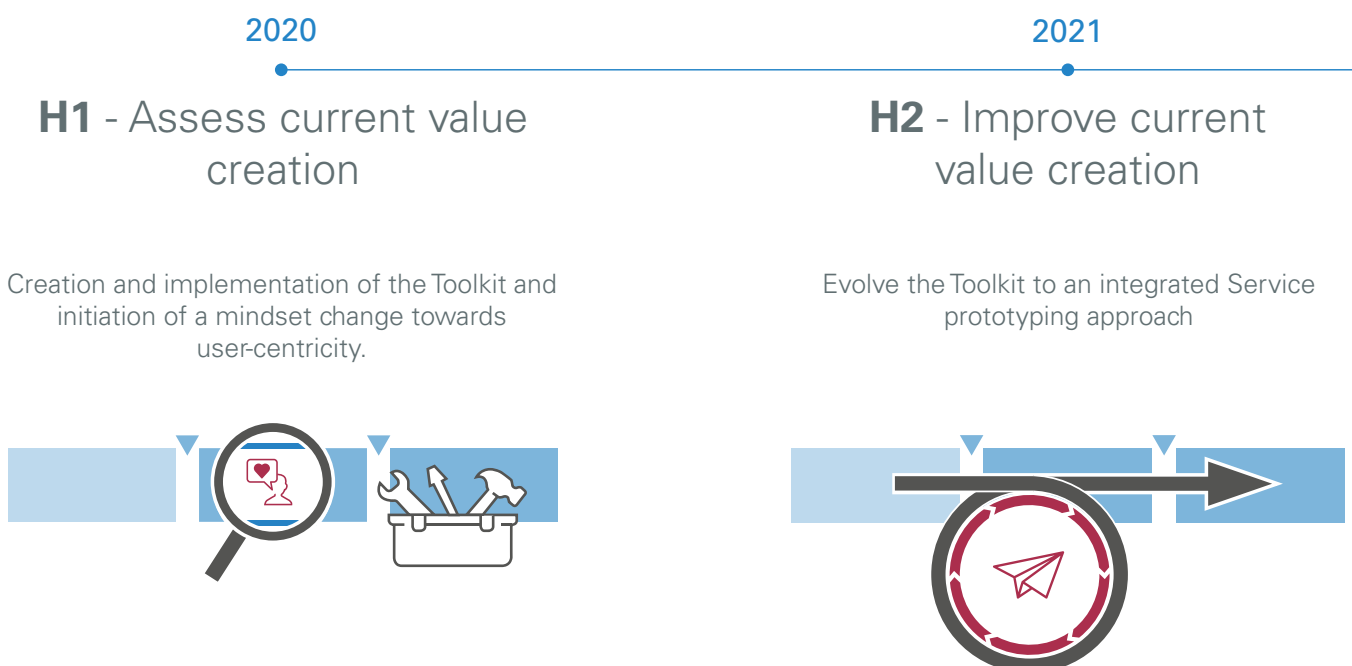 2020
H1 - Assess current value
creation
Creation and implementation of the Toolkit and
initiation of a mindset change towards
user-centricity.
2021
H2 - Improve current
value creation
Evolve the Toolkit to an integrated Service
prototyping approach